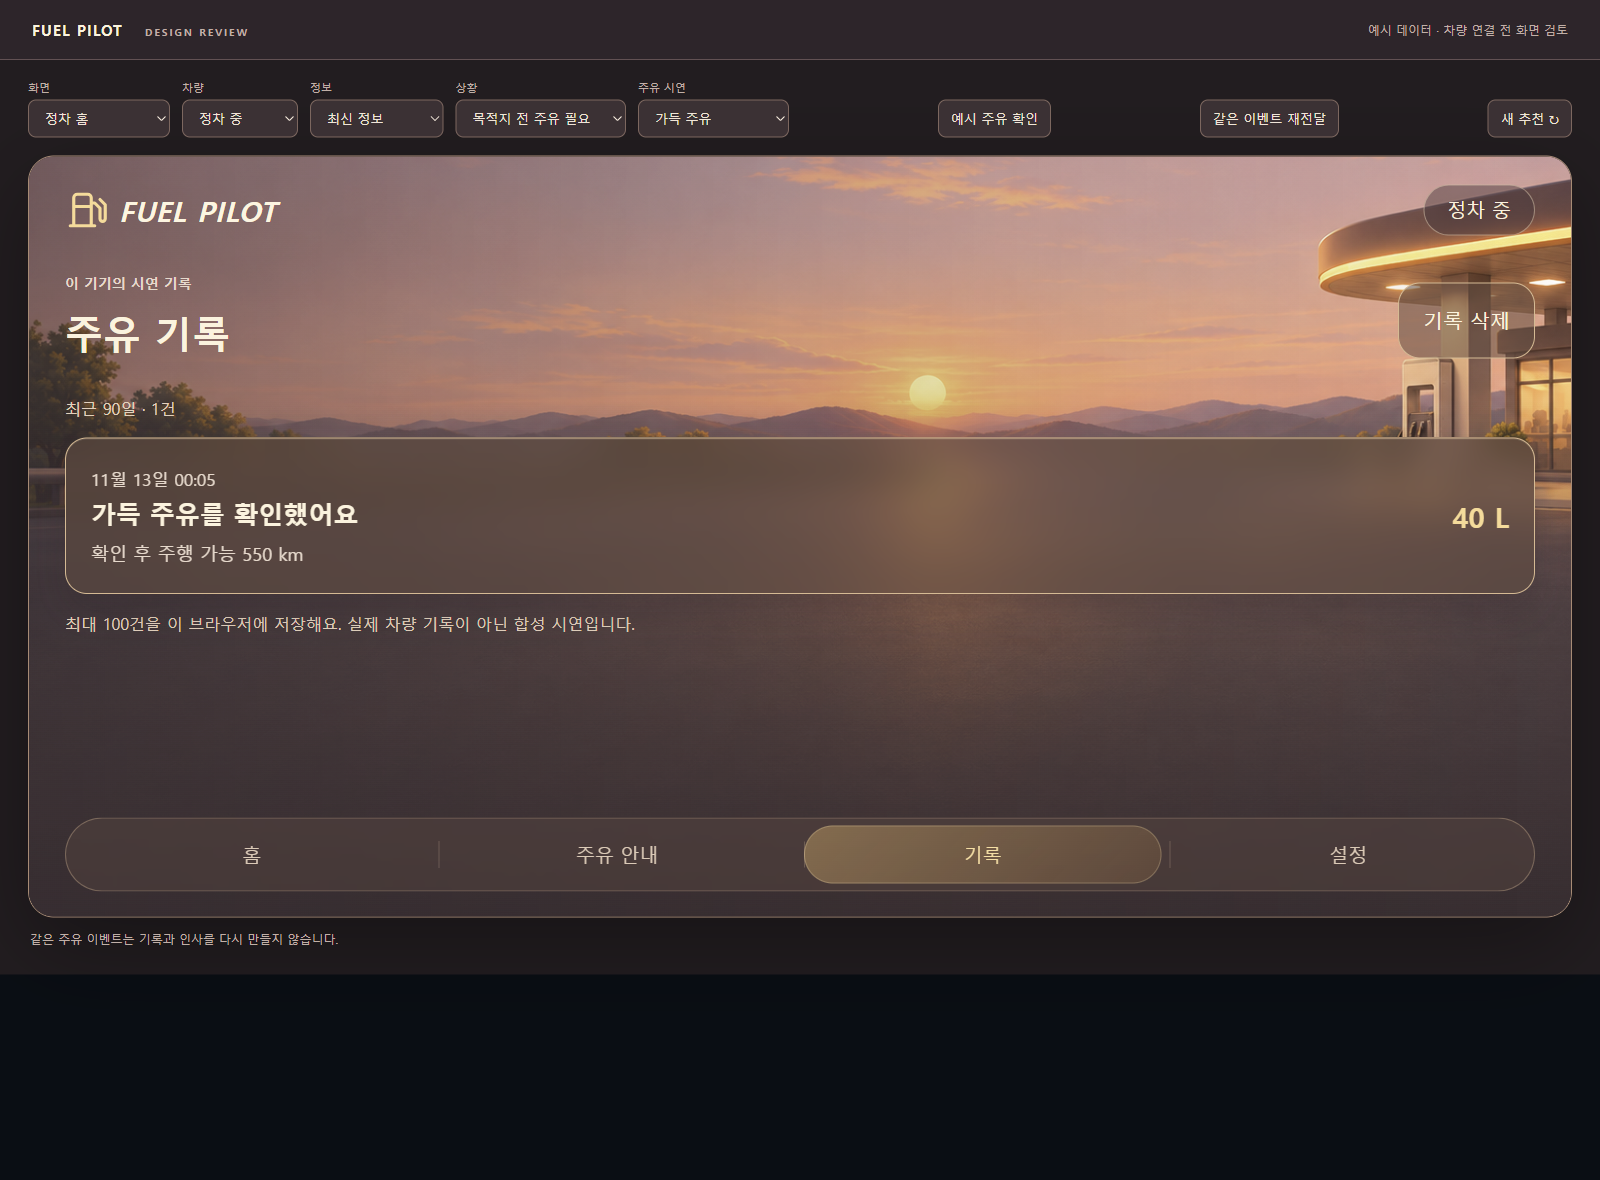 FUEL PILOT DESIGN REVIEW
예시 데이터 · 차량 연결 전 화면 검토
화면
차량
정보
상황
주유 시연
정차 홈
정차 중
최신 정보
목적지 전 주유 필요
가득 주유
예시 주유 확인
같은 이벤트 재전달
새 추천 ↻
FUEL PILOT
정차 중
이 기기의 시연 기록
주유 기록
기록 삭제
최근 90일 · 1건
11월 13일 00:05
가득 주유를 확인했어요
확인 후 주행 가능 550 km
40 L
최대 100건을 이 브라우저에 저장해요. 실제 차량 기록이 아닌 합성 시연입니다.
홈
주유 안내
기록
설정
같은 주유 이벤트는 기록과 인사를 다시 만들지 않습니다.